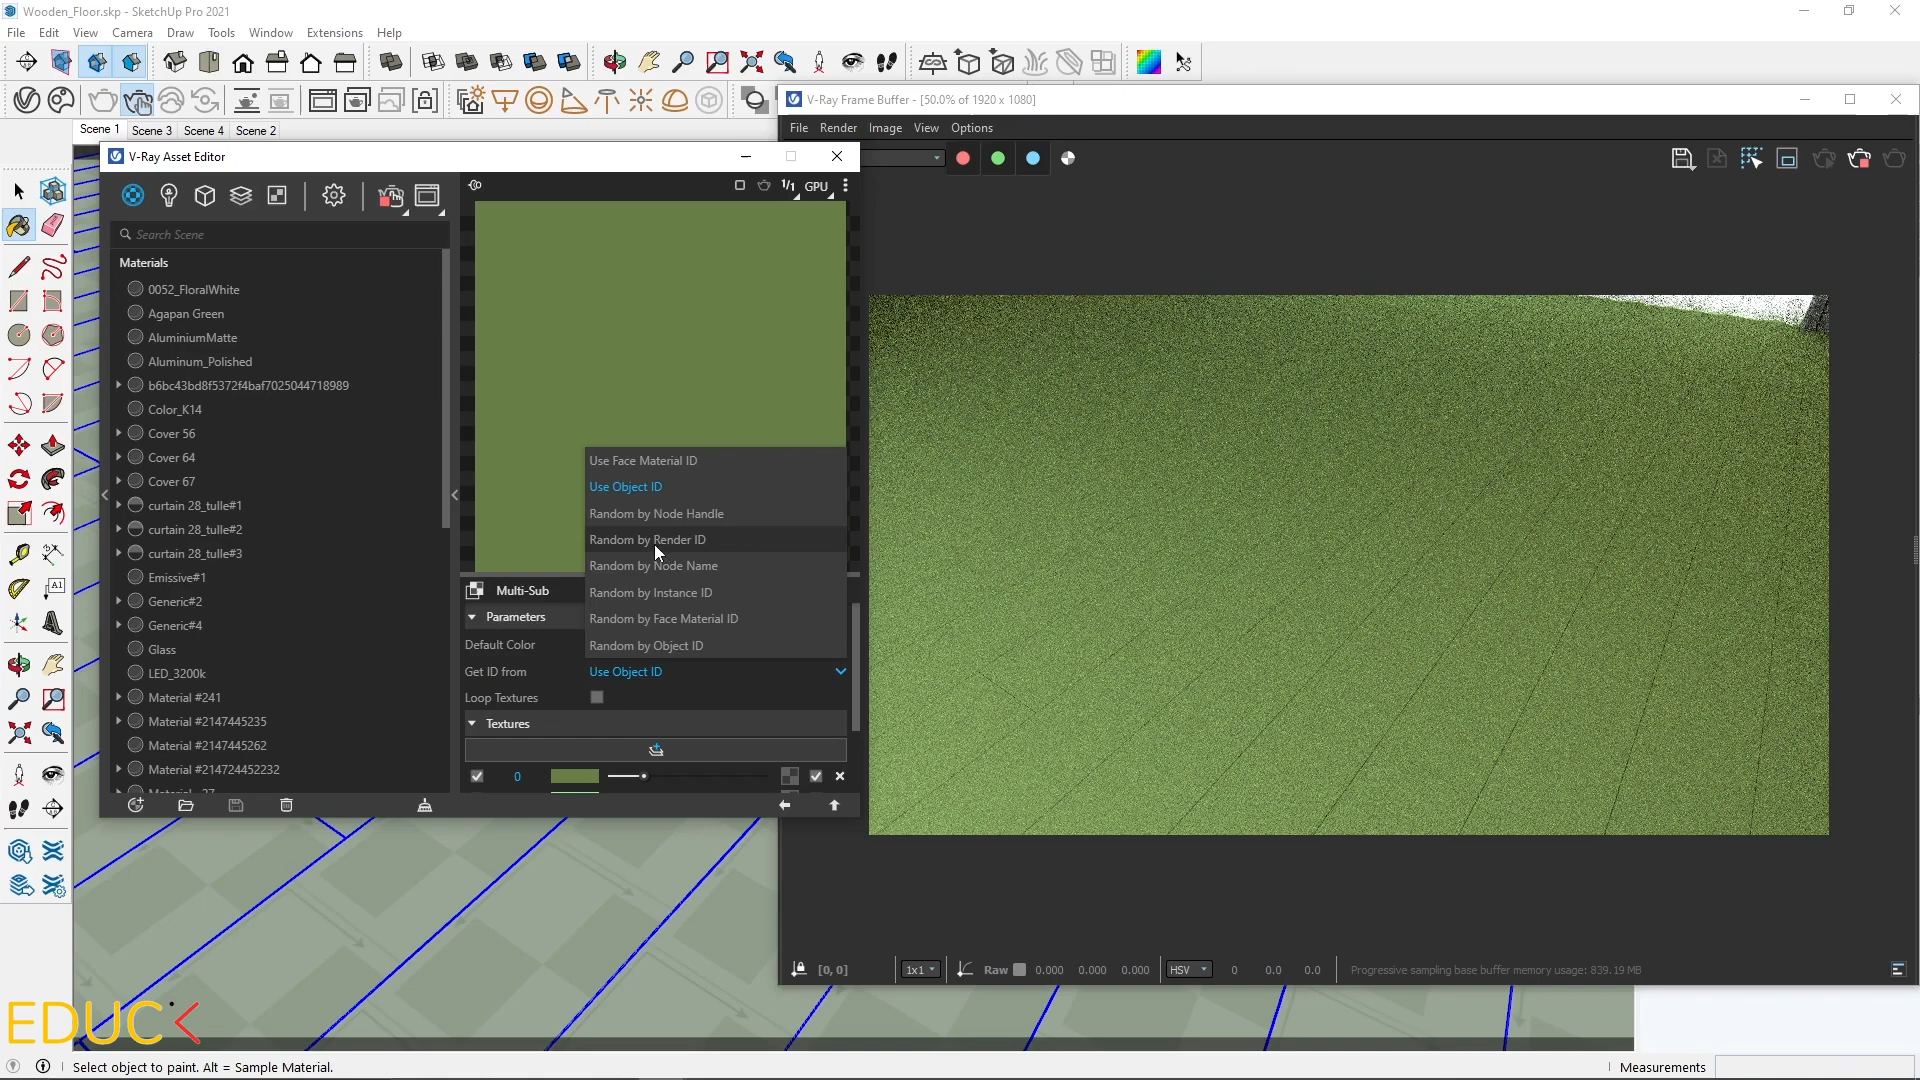 Wooden_Floor.skp - SketchUp Pro 2021
File Edit View Camera Draw Tools Window Extensions Help
V-Ray Frame Buffer - [50.0% of 1920 x 1080]
File Render Image View Options
Scene 1 Scene 3 Scene 4 Scene 2
V-Ray Asset Editor
1/1 GPU
Search Scene
Materials
0052_FloralWhite
Agapan Green
AluminiumMatte
Aluminum_Polished
b6bc43bd8f5372f4baf7025044718989
Color_K14
Cover 56
Cover 64
Cover 67
curtain 28_tulle#1
curtain 28_tulle#2
curtain 28_tulle#3
Emissive#1
Generic#2
Generic#4
Glass
LED_3200k
Material #241
Material #2147445235
Material #2147445262
Material #214724452232
Use Face Material ID
Use Object ID
Random by Node Handle
Random by Render ID
Random by Node Name
Random by Instance ID
Random by Face Material ID
Random by Object ID
Multi-Sub
Parameters
Default Color
Get ID from Use Object ID
Loop Textures
Textures
0
A1
[0, 0] 1x1 Raw 0.000 0.000 0.000 HSV 0 0.0 0.0 Progressive sampling base buffer memory usage: 839.19 MB
EDUC
Select object to paint. Alt = Sample Material.
Measurements